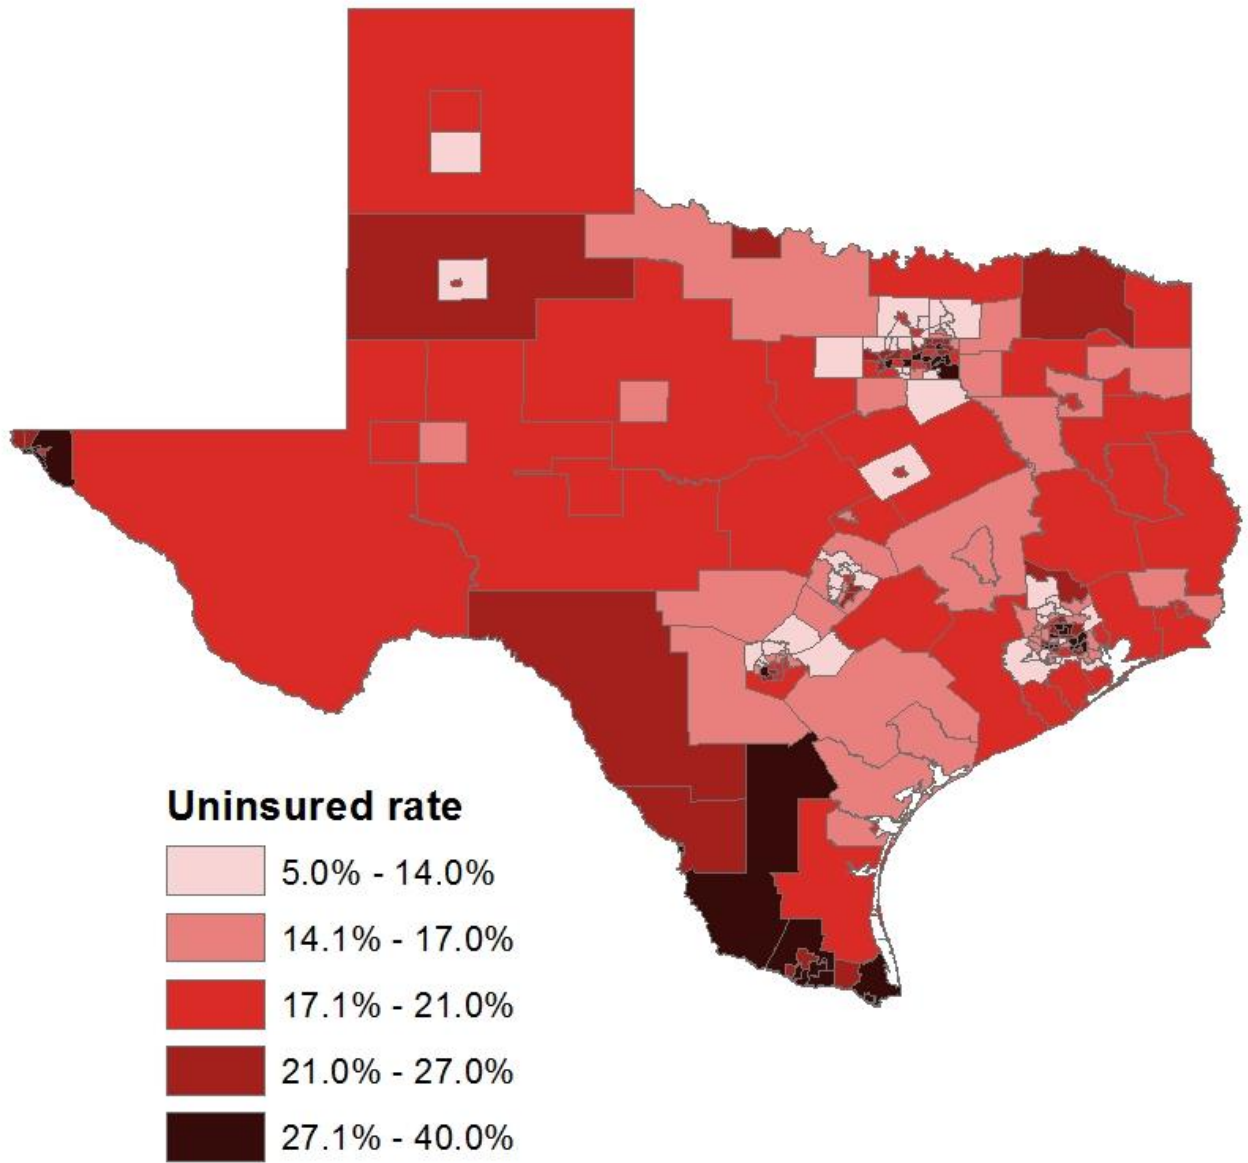 Uninsured rate
5.0% - 14.0%
14.1% - 17.0%
17.1% - 21.0%
21.0% - 27.0%
27.1% - 40.0%